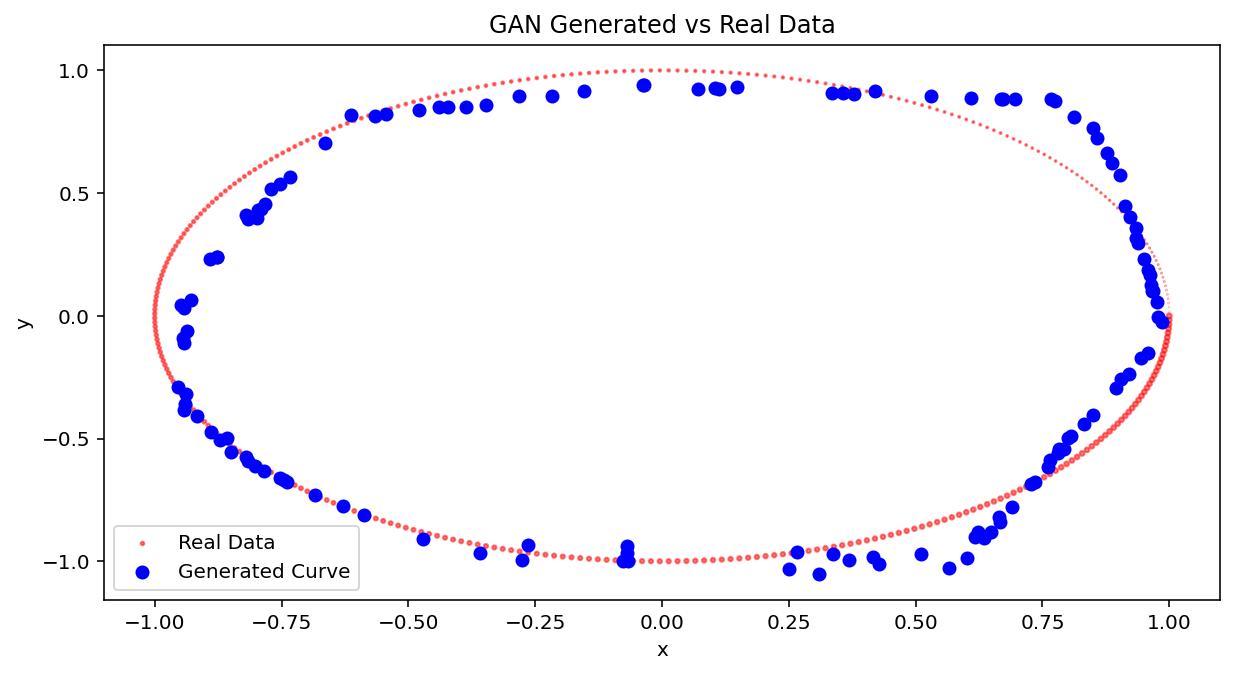 GAN Generated vs Real Data
1.0
0.5
0.0
−0.5
−1.0
y
Real Data
Generated Curve
−1.00 −0.75 −0.50 −0.25 0.00 0.25 0.50 0.75 1.00
x